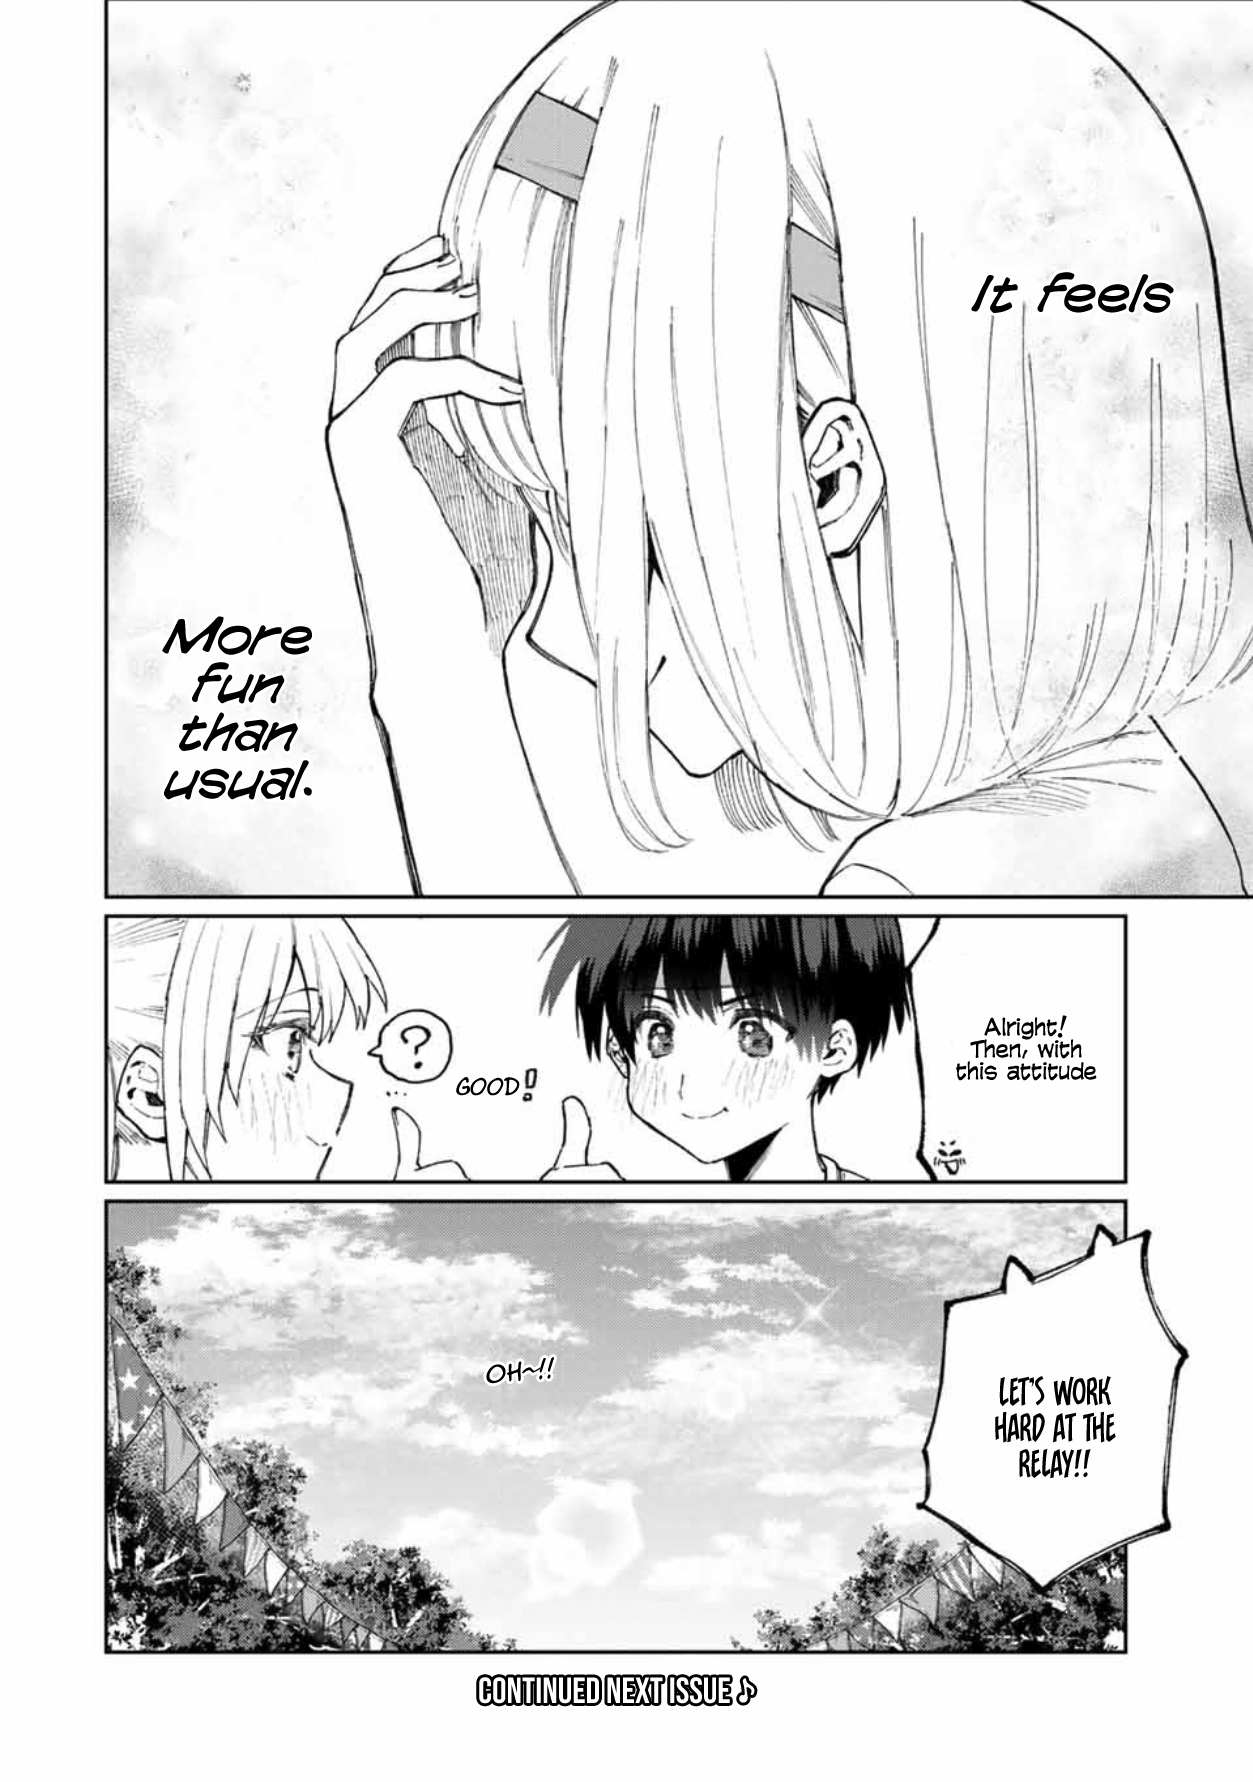 It feels
More
fun
than
usual.
Alright!
Then, with
this attitude
GOOD!
?
LET'S WORK
HARD AT THE
RELAY!!
OH~!!
CONTINUED NEXT ISSUE ♪